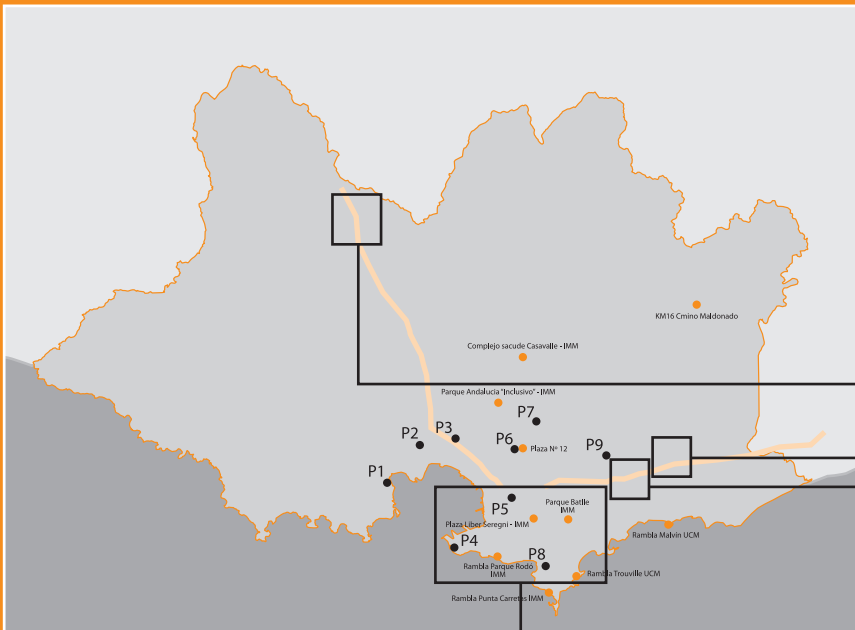 KM16 Cmino Maldonado
Complejo sacude Casavalle - IMM
Parque Andalucia "Inclusivo" - IMM
P7
P3
P2
P6
Plaza Nº 12
P9
P1
P5
Parque Batlle
IMM
Plaza Liber Seregni - IMM
Rambla Malvin UCM
P4
P8
Rambla Parque Rodó
IMM
Rambla Trouville UCM
Rambla Punta Carretas IMM